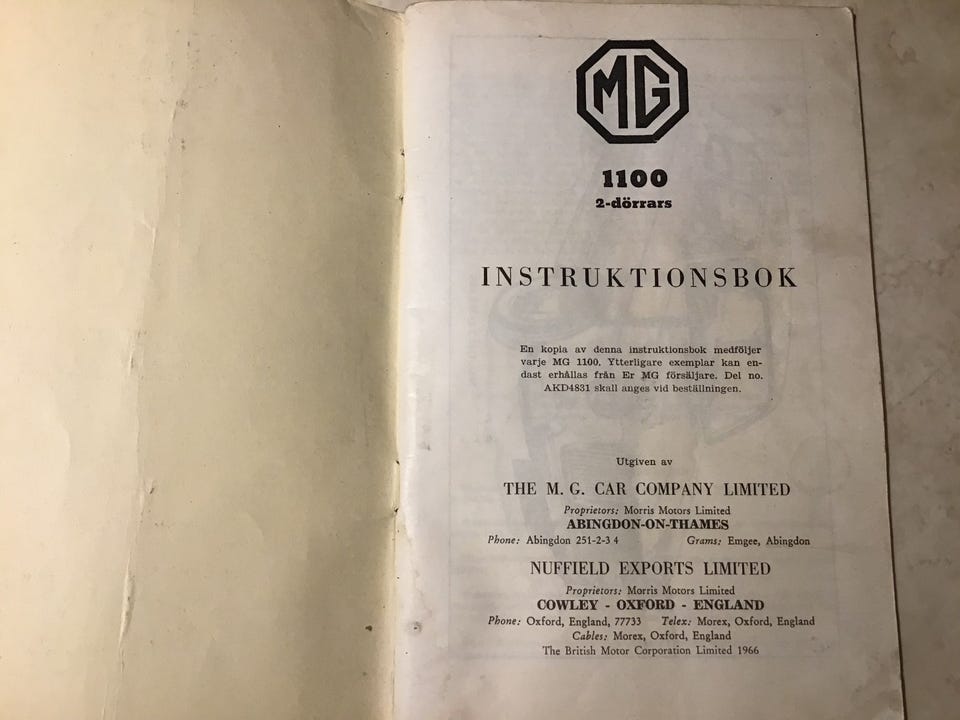 MG
1100
2-dörrars
INSTRUKTIONSBOK
En kopia av denna instruktionsbok medföljer
varje MG 1100. Ytterligare exemplar kan en-
dast erhållas från Er MG försäljare. Del no.
AKD4831 skall anges vid beställningen.
Utgiven av
THE M. G. CAR COMPANY LIMITED
Proprietors: Morris Motors Limited
ABINGDON-ON-THAMES
Phone: Abingdon 251-2-3 4 Grams: Emgee, Abingdon
NUFFIELD EXPORTS LIMITED
Proprietors: Morris Motors Limited
COWLEY - OXFORD - ENGLAND
Phone: Oxford, England, 77733 Telex: Morex, Oxford, England
Cables: Morex, Oxford, England
The British Motor Corporation Limited 1966